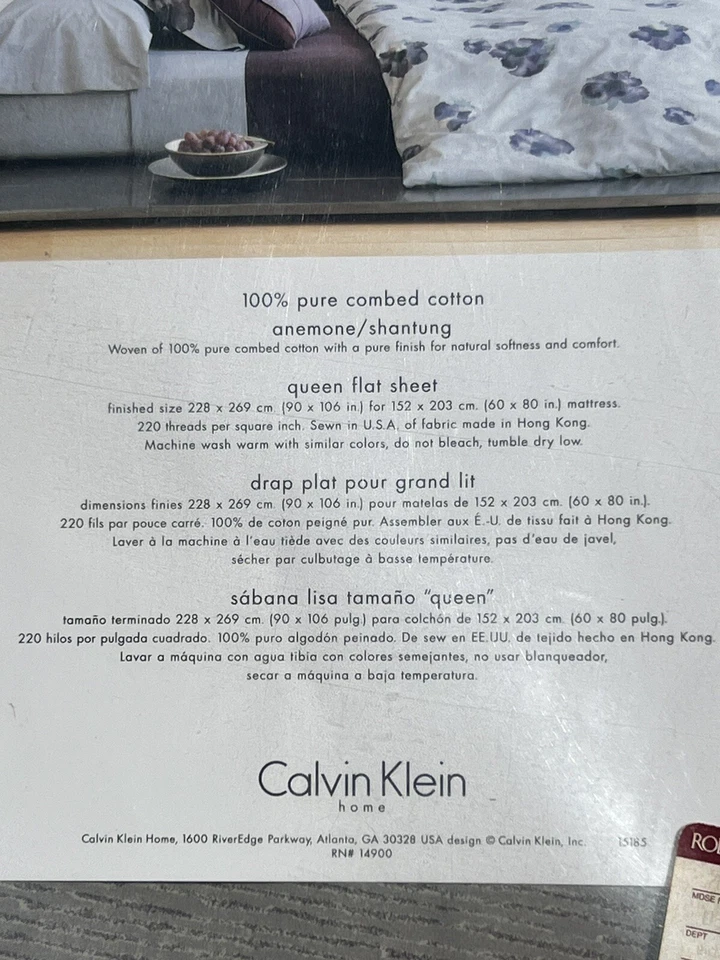 100% pure combed cotton
anemone/shantung
Woven of 100% pure combed cotton with a pure finish for natural softness and comfort.
queen flat sheet
finished size 228 x 269 cm. (90 x 106 in.) for 152 x 203 cm. (60 x 80 in.) mattress.
220 threads per square inch. Sewn in U.S.A. of fabric made in Hong Kong.
Machine wash warm with similar colors, do not bleach, tumble dry low.
drap plat pour grand lit
dimensions finies 228 x 269 cm. (90 x 106 in.) pour matelas de 152 x 203 cm. (60 x 80 in.).
220 fils par pouce carré. 100% de coton peigné pur. Assembler aux É.-U. de tissu fait à Hong Kong.
Laver à la machine à l'eau tiède avec des couleurs similaires, pas d'eau de javel,
sécher par culbutage à basse température.
sábana lisa tamaño "queen"
tamaño terminado 228 x 269 cm. (90 x 106 pulg.) para colchón de 152 x 203 cm. (60 x 80 pulg.).
220 hilos por pulgada cuadrado. 100% puro algodón peinado. De sew en EE.UU. de tejido hecho en Hong Kong.
Lavar a máquina con agua tibia con colores semejantes, no usar blanqueador,
secar a máquina a baja temperatura.
Calvin Klein
home
Calvin Klein Home, 1600 RiverEdge Parkway, Atlanta, GA 30328 USA design © Calvin Klein, Inc. 15185
RN# 14900
MDSE
DEPT